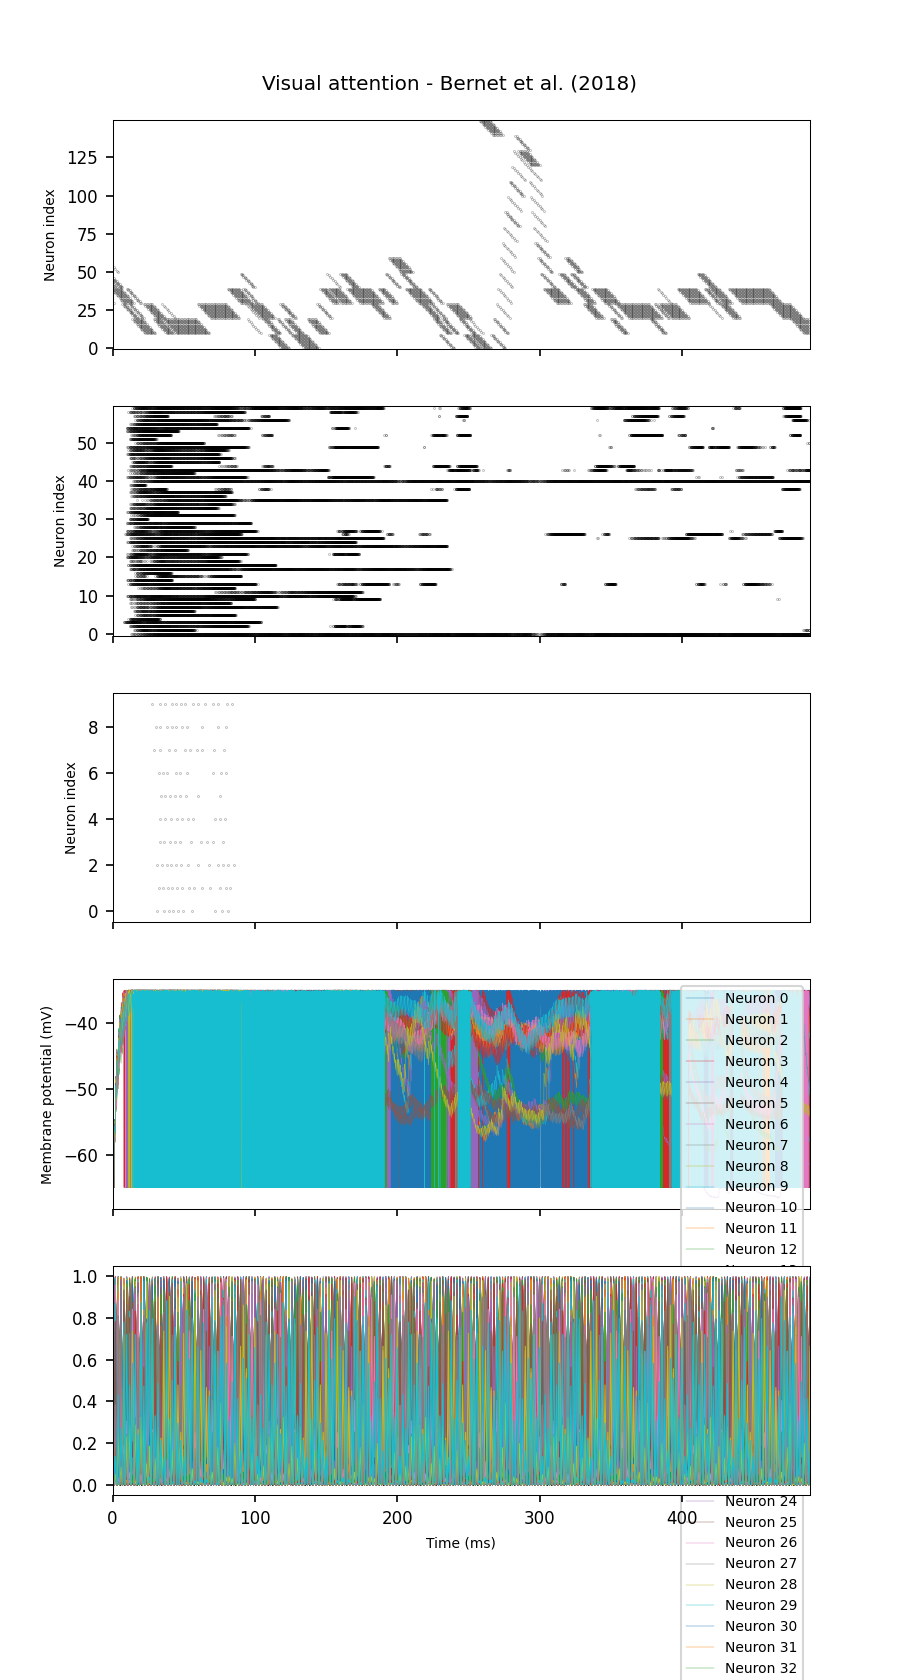 Visual attention - Bernet et al. (2018)
Neuron index
125
100
75
50
25
0
Neuron index
50
40
30
20
10
0
Neuron index
8
6
4
2
0
Membrane potential (mV)
−40
−50
−60
Neuron 0
Neuron 1
Neuron 2
Neuron 3
Neuron 4
Neuron 5
Neuron 6
Neuron 7
Neuron 8
Neuron 9
Neuron 10
Neuron 11
Neuron 12
1.0
0.8
0.6
0.4
0.2
0.0
0 100 200 300 400
Time (ms)
Neuron 24
Neuron 25
Neuron 26
Neuron 27
Neuron 28
Neuron 29
Neuron 30
Neuron 31
Neuron 32